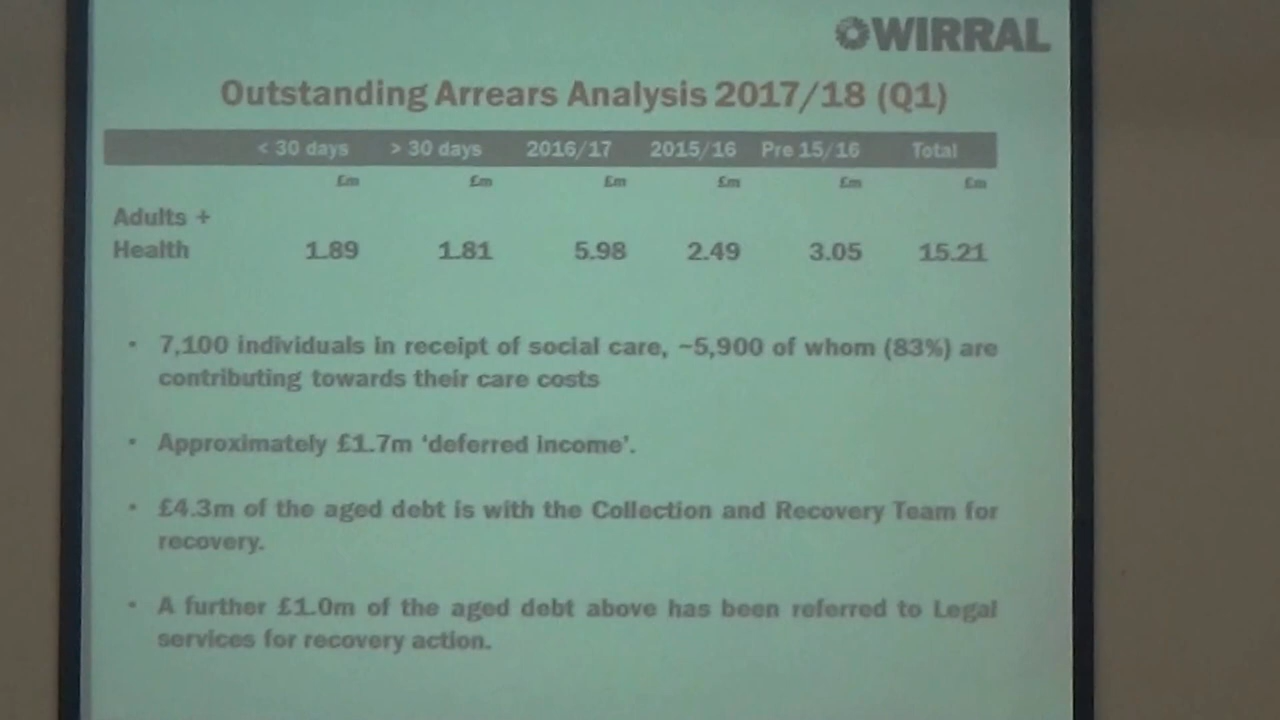 WIRRAL
Outstanding Arrears Analysis 2017/18 (Q1)
< 30 days > 30 days 2016/17 2015/16 Pre 15/16 Total
£m £m £m £m £m £m
Adults +
Health 1.89 1.81 5.98 2.49 3.05 15.21
• 7,100 individuals in receipt of social care, ~5,900 of whom (83%) are
contributing towards their care costs
• Approximately £1.7m ‘deferred income’.
• £4.3m of the aged debt is with the Collection and Recovery Team for
recovery.
• A further £1.0m of the aged debt above has been referred to Legal
services for recovery action.